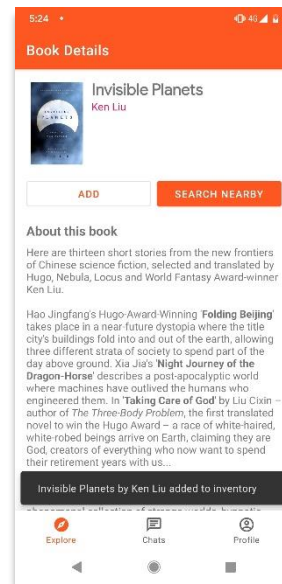 5:24
4G
Book Details
Invisible Planets
Ken Liu
ADD
SEARCH NEARBY
About this book
Here are thirteen short stories from the new frontiers
of Chinese science fiction, selected and translated by
Hugo, Nebula, Locus and World Fantasy Award-winner
Ken Liu.
Hao Jingfang's Hugo-Award-Winning 'Folding Beijing'
takes place in a near-future dystopia where the title
city's buildings fold into and out of the earth, allowing
three different strata of society to spend part of the
day above ground. Xia Jia's 'Night Journey of the
Dragon-Horse' describes a post-apocalyptic world
where machines have outlived the humans who
engineered them. In 'Taking Care of God' by Liu Cixin –
author of The Three-Body Problem, the first translated
novel to win the Hugo Award – a race of white-haired,
white-robed beings arrive on Earth, claiming they are
God, creators of everything who now want to spend
their retirement years with us...
Invisible Planets by Ken Liu added to inventory
Explore
Chats
Profile